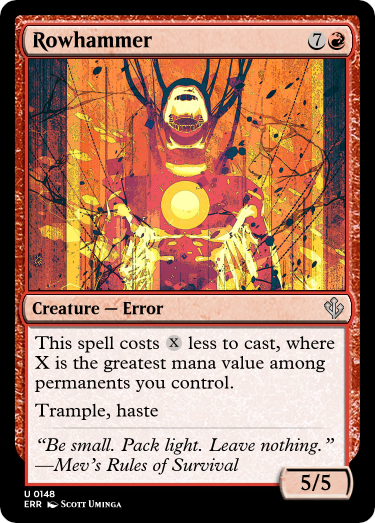 Rowhammer 7
This spell costs X less to cast, where
X is the greatest mana value among
permanents you control.
Trample, haste
“Be small. Pack light. Leave nothing.”
—Mev’s Rules of Survival
Creature — Error
5/5
U 0148
ERR Scott Uminga